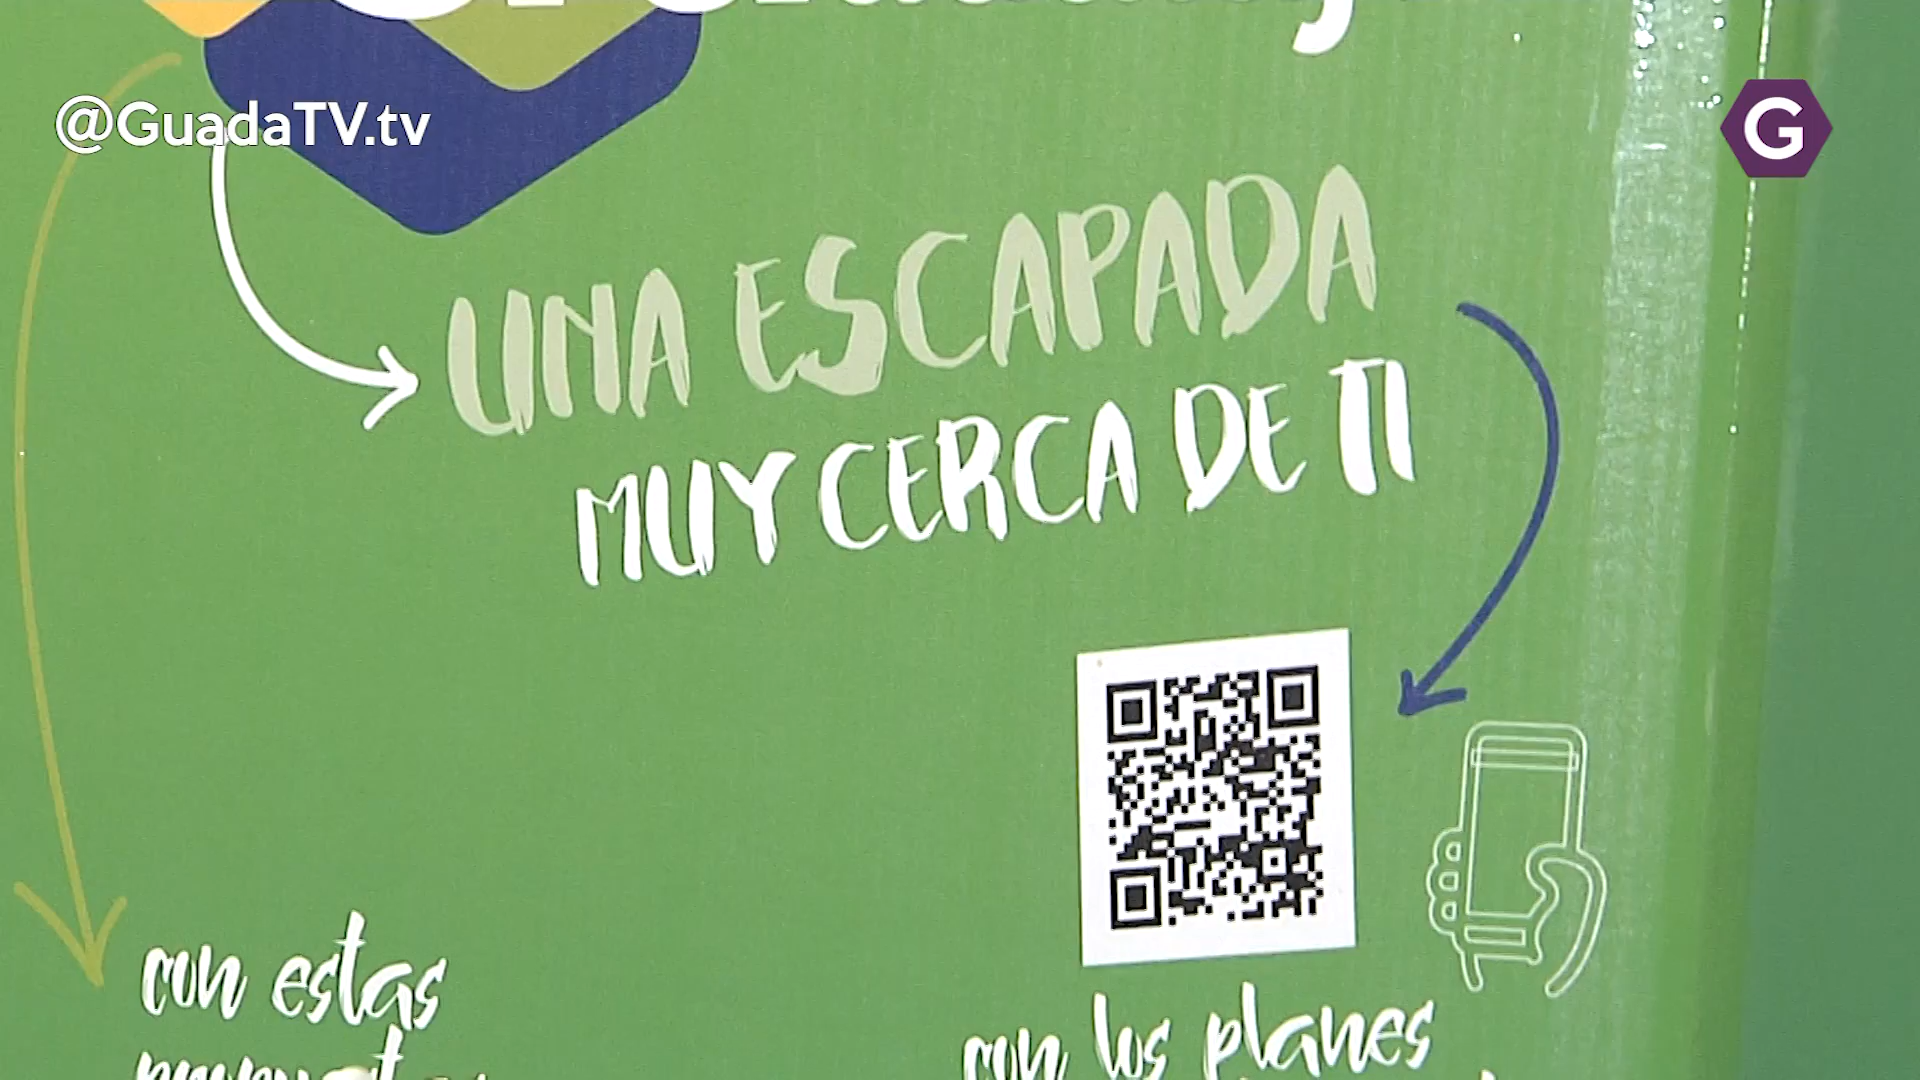 @GuadaTV.tv
G
UNA ESCAPADA
MUY CERCA DE TI
con estas
con los planes